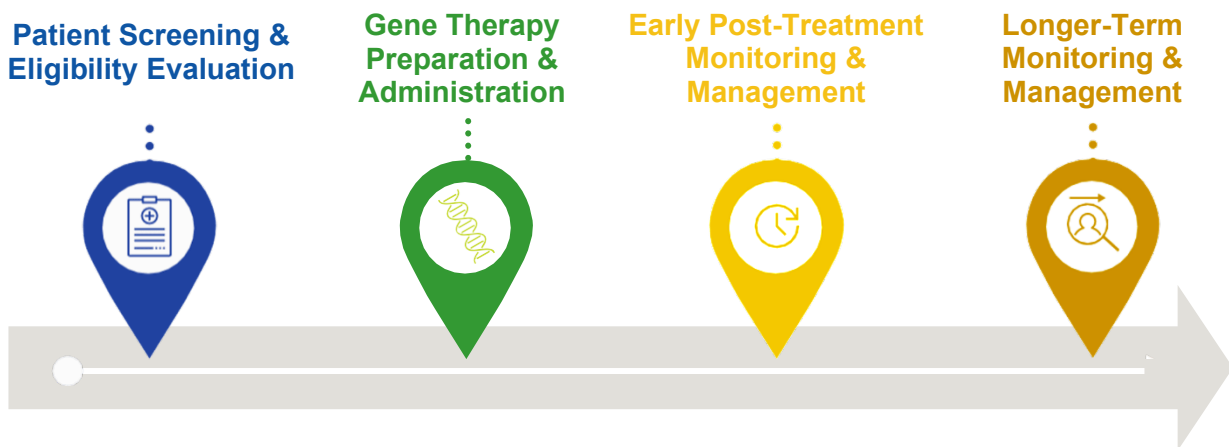 Patient Screening &
Eligibility Evaluation
Gene Therapy
Preparation &
Administration
Early Post-Treatment
Monitoring &
Management
Longer-Term
Monitoring &
Management